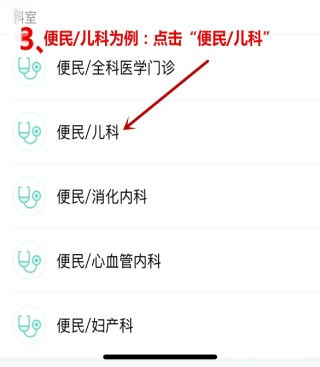 科室
3、便民/儿科为例：点击“便民/儿科”
便民/全科医学门诊
便民/儿科
便民/消化内科
便民/心血管内科
便民/妇产科